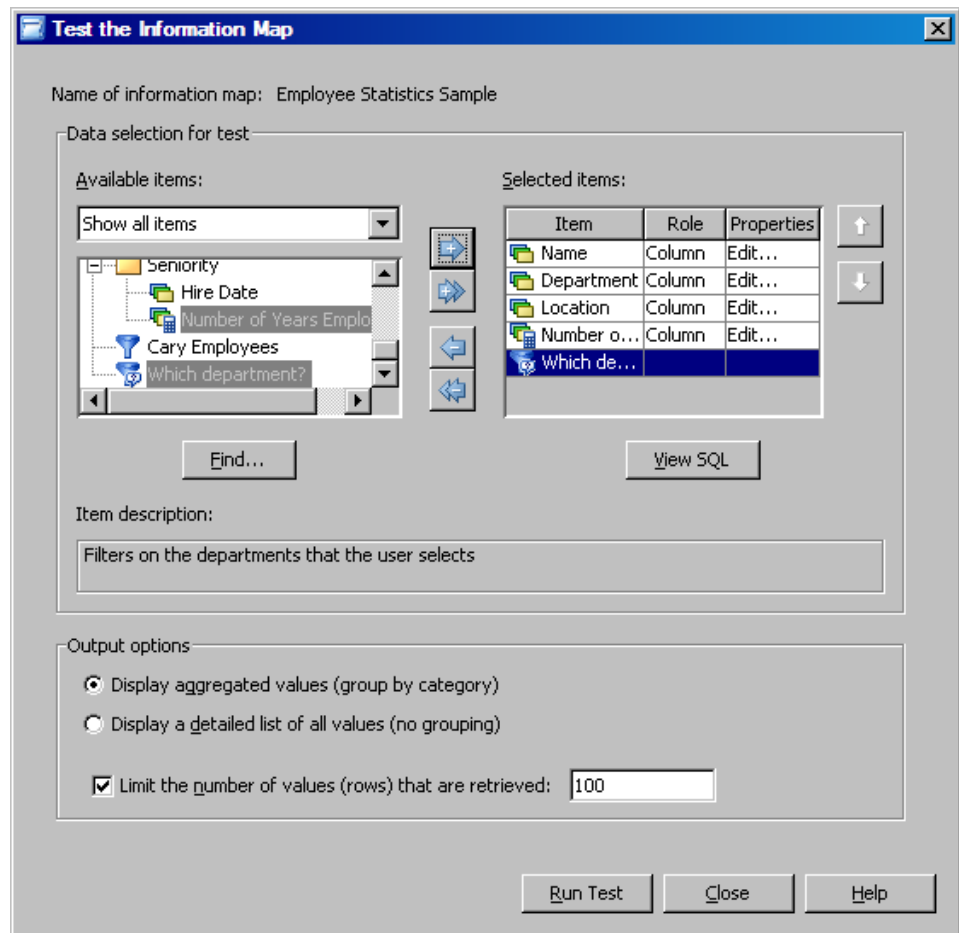 Test the Information Map
Name of information map: Employee Statistics Sample
Data selection for test
Available items:
Show all items
Seniority
Hire Date
Number of Years Emplo
Cary Employees
Which department?
Find...
Selected items:
Item Role Properties
Name Column Edit...
Department Column Edit...
Location Column Edit...
Number o... Column Edit...
Which de...
View SQL
Item description:
Filters on the departments that the user selects
Output options
Display aggregated values (group by category)
Display a detailed list of all values (no grouping)
Limit the number of values (rows) that are retrieved: 100
Run Test Close Help